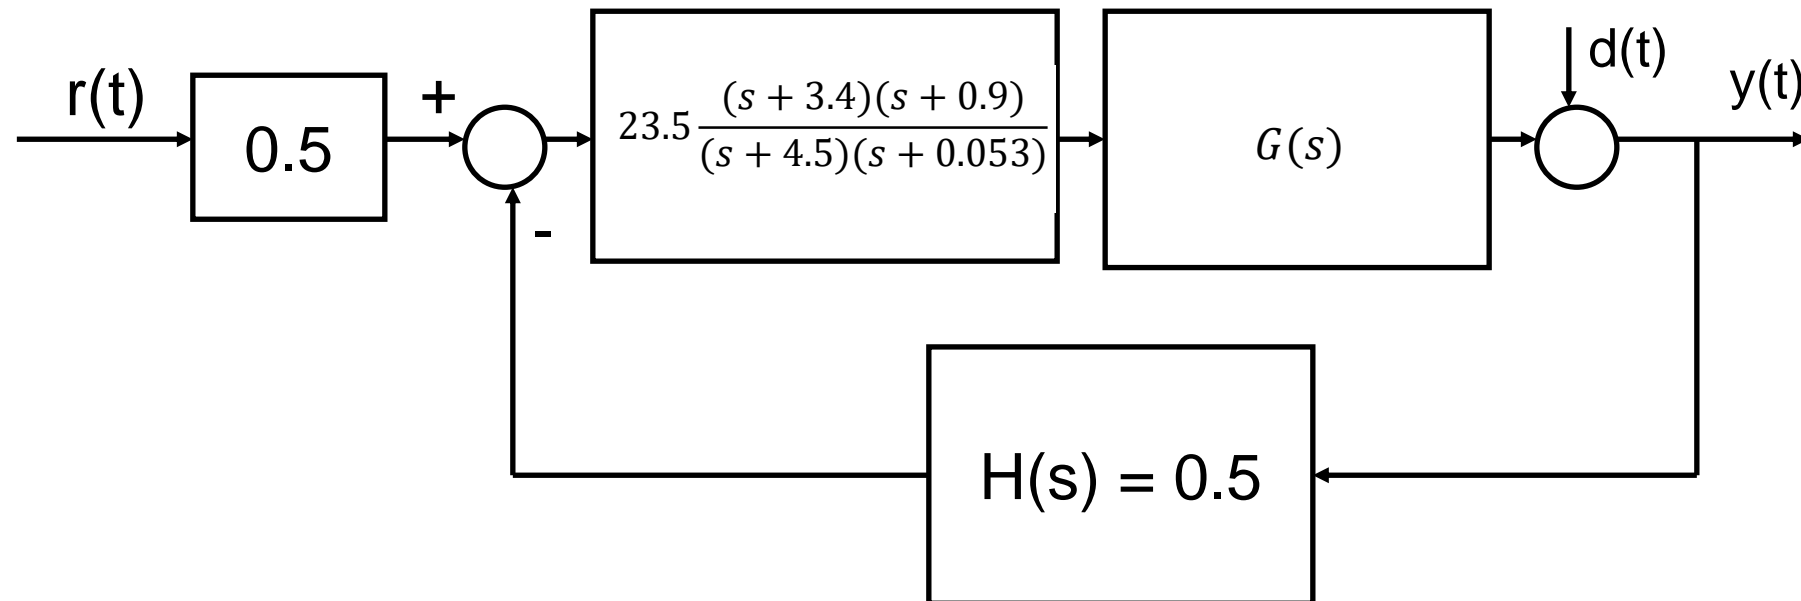 r(t)
0.5
+
-
23.5 (s + 3.4)(s + 0.9) / (s + 4.5)(s + 0.053)
G(s)
d(t)
y(t)
H(s) = 0.5